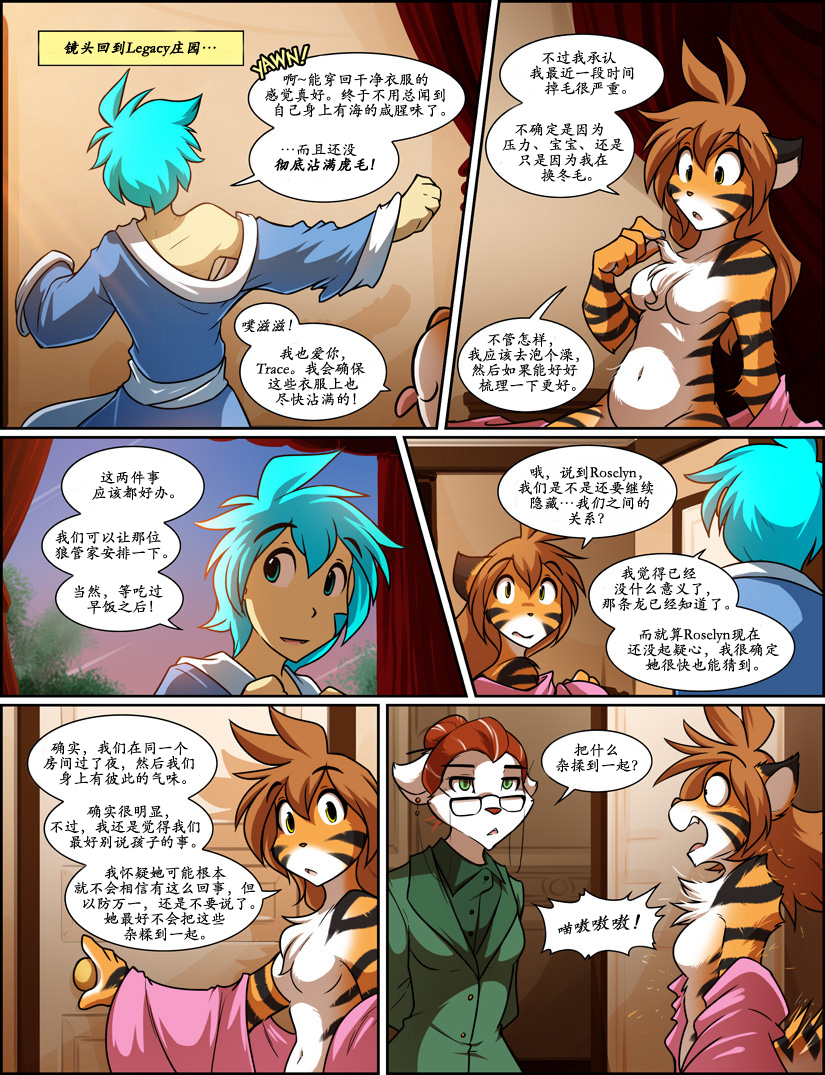 镜头回到Legacy庄园…
YAWN!
啊~能穿回干净衣服的
感觉真好。终于不用总闻到
自己身上有海的咸腥味了。
…而且还没
彻底沾满虎毛！
噗滋滋！
我也爱你，
Trace。我会确保
这些衣服上也
尽快沾满的！
不过我承认
我最近一段时间
掉毛很严重。
不确定是因为
压力、宝宝、还是
只是因为我在
换冬毛。
不管怎样，
我应该去泡个澡，
然后如果能好好
梳理一下更好。
这两件事
应该都好办。
我们可以让那位
狼管家安排一下。
当然，等吃过
早饭之后！
哦，说到Roselyn，
我们是不是还要继续
隐藏…我们之间的
关系？
我觉得已经
没什么意义了，
那条龙已经知道了。
而就算Roselyn现在
还没起疑心，我很确定
她很快也能猜到。
确实，我们在同一个
房间过了夜，然后我们
身上有彼此的气味。
确实很明显，
不过，我还是觉得我们
最好别说孩子的事。
我怀疑她可能根本
就不会相信有这么回事，但
以防万一，还是不要说了。
她最好不会把这些
杂糅到一起。
把什么
杂揉到一起？
啮嗷嗷嗷！